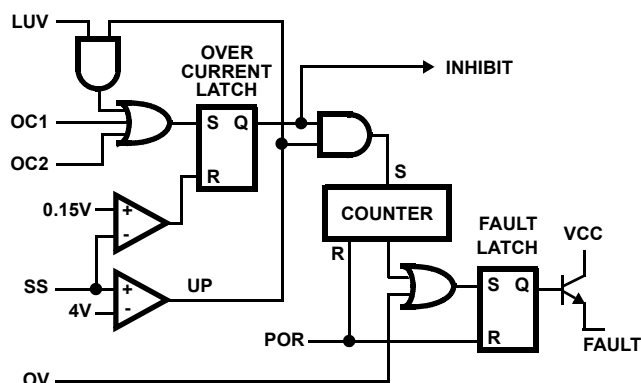 LUV
OVER
CURRENT
LATCH
INHIBIT
OC1
S Q
OC2
R
S
0.15V
+
-
COUNTER
FAULT
LATCH
VCC
R
SS
+
UP
4V
-
S Q
POR
R
FAULT
OV